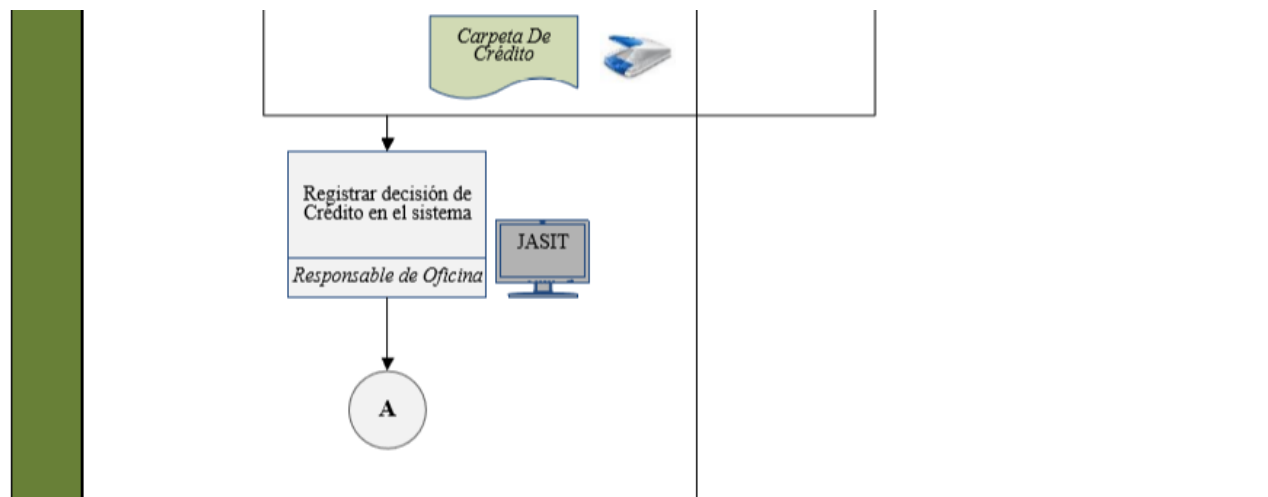 Carpeta De
Crédito
Registrar decisión de
Crédito en el sistema
JASIT
Responsable de Oficina
A